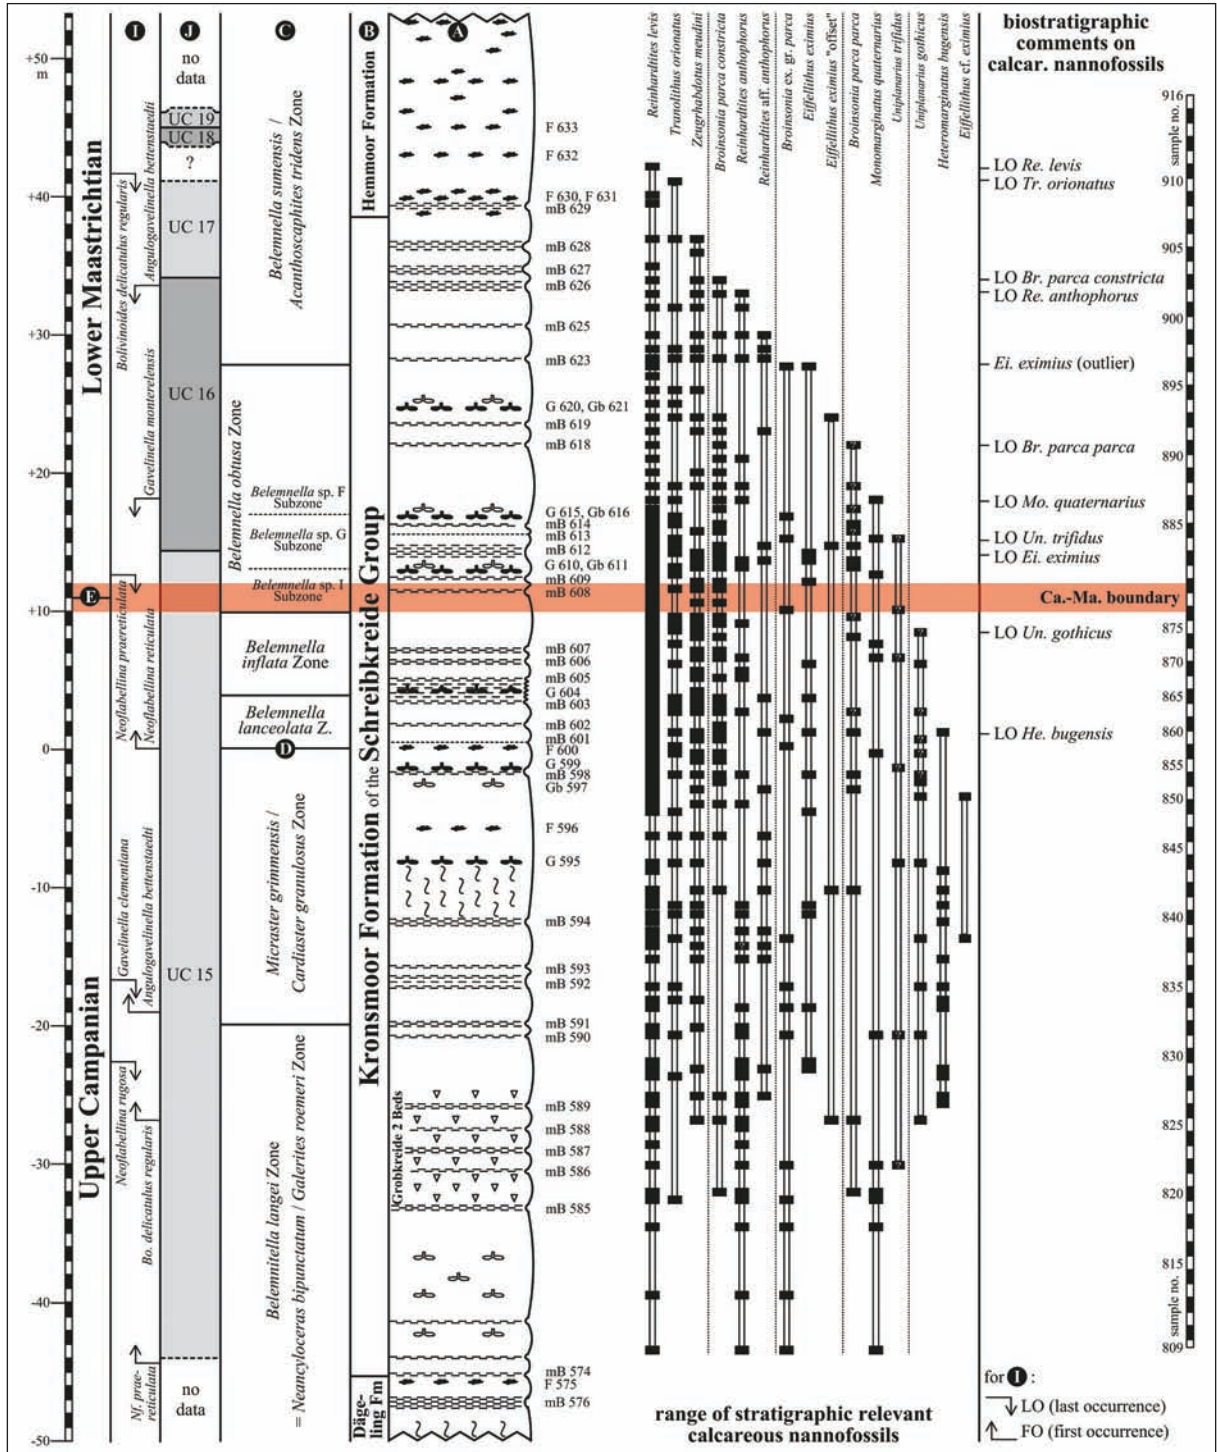 +50
m
+40
+30
+20
+10
0
-10
-20
-30
-40
-50
Lower Maastrichtian
Upper Campanian
E
I
Bolivinoides delicatulus regularis
Angulogavelinella bettenstaedti
Gavelinella monterelensis
Neoflabellina praereticulata
Neoflabellina reticulata
Gavelinella clementiana
Angulogavelinella bettenstaedti
Neoflabellina rugosa
Bo. delicatulus regularis
Nf. prae-
reticulata
J
no
data
UC 19
UC 18
?
UC 17
UC 16
UC 15
no
data
C
Belemnella sumensis /
Acanthoscaphites tridens Zone
Belemnella obtusa Zone
Belemnella sp. F
Subzone
Belemnella sp. G
Subzone
Belemnella sp. I
Subzone
Belemnella
inflata Zone
Belemnella
lanceolata Z.
D
Micraster grimmensis /
Cardiaster granulosus Zone
Belemnitella langei Zone
= Neancyloceras bipunctatum / Galerites roemeri Zone
B
Hemmoor Formation
Kronsmoor Formation of the Schreibkreide Group
Däge-
ling Fm
A
Grobkreide 2 Beds
F 633
F 632
F 630, F 631
mB 629
mB 628
mB 627
mB 626
mB 625
mB 623
G 620, Gb 621
mB 619
mB 618
G 615, Gb 616
mB 614
mB 613
mB 612
G 610, Gb 611
mB 609
mB 608
mB 607
mB 606
mB 605
G 604
mB 603
mB 602
mB 601
F 600
G 599
mB 598
Gb 597
F 596
G 595
mB 594
mB 593
mB 592
mB 591
mB 590
mB 589
mB 588
mB 587
mB 586
mB 585
mB 574
F 575
mB 576
Reinhardtites levis
Tranolithus orionatus
Zeugrhabdotus meudini
Broinsonia parca constricta
Reinhardtites anthophorus
Reinhardtites aff. anthophorus
Broinsonia ex. gr. parca
Eiffellithus eximius
Eiffellithus eximius "offset"
Broinsonia parca parca
Monomarginatus quaternarius
Uniplanarius trifidus
Uniplanarius gothicus
Heteromarginatus bugensis
Eiffellithus cf. eximius
range of stratigraphic relevant
calcareous nannofossils
biostratigraphic
comments on
calcar. nannofossils
LO Re. levis
LO Tr. orionatus
LO Br. parca constricta
LO Re. anthophorus
Ei. eximius (outlier)
LO Br. parca parca
LO Mo. quaternarius
LO Un. trifidus
LO Ei. eximius
Ca.-Ma. boundary
LO Un. gothicus
LO He. bugensis
916
sample no.
910
905
900
895
890
885
875
870
865
860
855
850
845
840
835
830
825
820
815
sample no.
809
for I :
LO (last occurrence)
FO (first occurrence)